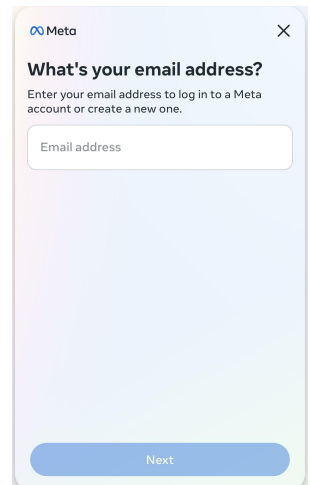 Meta
What's your email address?
Enter your email address to log in to a Meta
account or create a new one.
Email address
Next